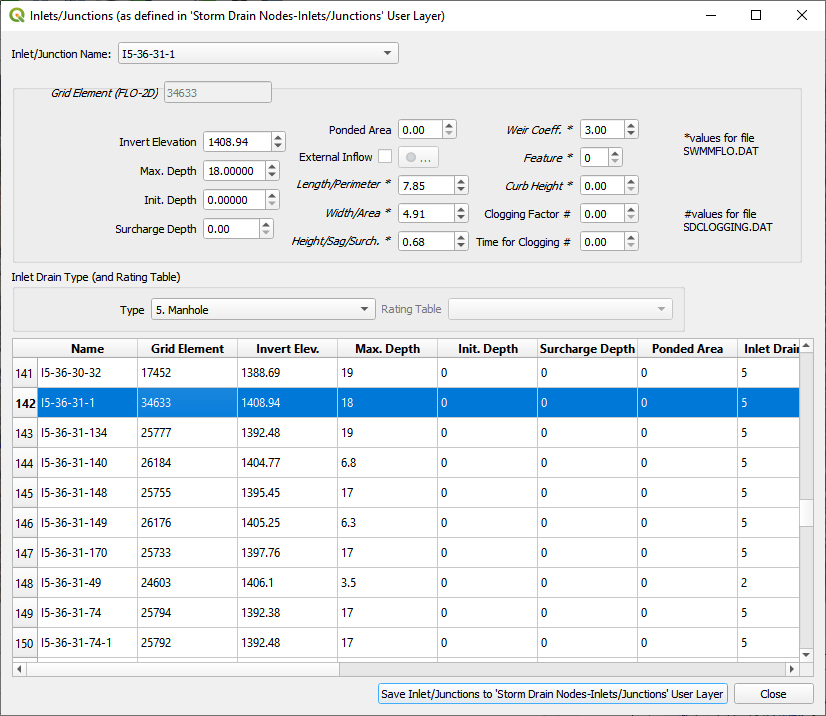 Inlets/Junctions (as defined in 'Storm Drain Nodes-Inlets/Junctions' User Layer)
Inlet/Junction Name: I5-36-31-1
Grid Element (FLO-2D) 34633
Invert Elevation 1408.94
Max. Depth 18.00000
Init. Depth 0.00000
Surcharge Depth 0.00
Ponded Area 0.00
External Inflow ...
Length/Perimeter * 7.85
Width/Area * 4.91
Height/Sag/Surch. * 0.68
Weir Coeff. * 3.00
Feature * 0
Curb Height * 0.00
Clogging Factor # 0.00
Time for Clogging # 0.00
*values for file
SWMMFLO.DAT
#values for file
SDCLOGGING.DAT
Inlet Drain Type (and Rating Table)
Type 5. Manhole Rating Table
Name Grid Element Invert Elev. Max. Depth Init. Depth Surcharge Depth Ponded Area Inlet Drain
141 I5-36-30-32 17452 1388.69 19 0 0 0 5
142 I5-36-31-1 34633 1408.94 18 0 0 0 5
143 I5-36-31-134 25777 1392.48 19 0 0 0 5
144 I5-36-31-140 26184 1404.77 6.8 0 0 0 5
145 I5-36-31-148 25755 1395.45 17 0 0 0 5
146 I5-36-31-149 26176 1405.25 6.3 0 0 0 5
147 I5-36-31-170 25733 1397.76 17 0 0 0 5
148 I5-36-31-49 24603 1406.1 3.5 0 0 0 2
149 I5-36-31-74 25794 1392.38 17 0 0 0 5
150 I5-36-31-74-1 25792 1392.48 17 0 0 0 5
Save Inlet/Junctions to 'Storm Drain Nodes-Inlets/Junctions' User Layer Close